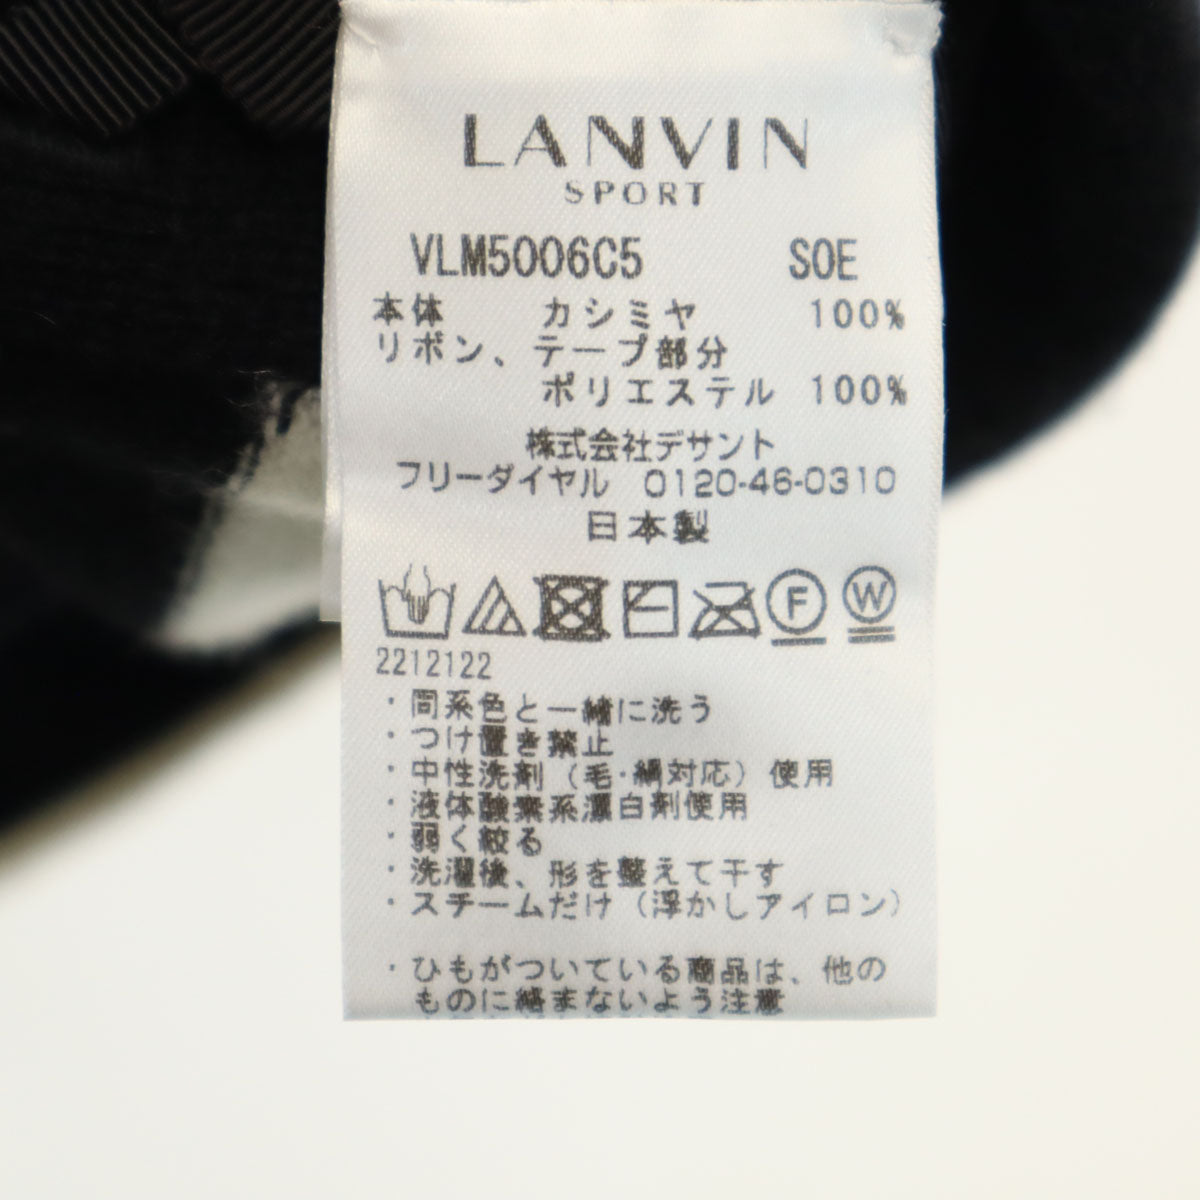 LANVIN
SPORT
VLM5006C5 SOE
本体 カシミヤ 100%
リボン、テープ部分
ポリエステル 100%
株式会社デサント
フリーダイヤル 0120-46-0310
日本製
F W
2212122
・同系色と一緒に洗う
・つけ置き禁止
・中性洗剤(毛・絹対応)使用
・液体酸素系漂白剤使用
・弱く絞る
・洗濯後、形を整えて干す
・スチームだけ(浮かしアイロン)
・ひもがついている商品は、他の
ものに絡まないよう注意